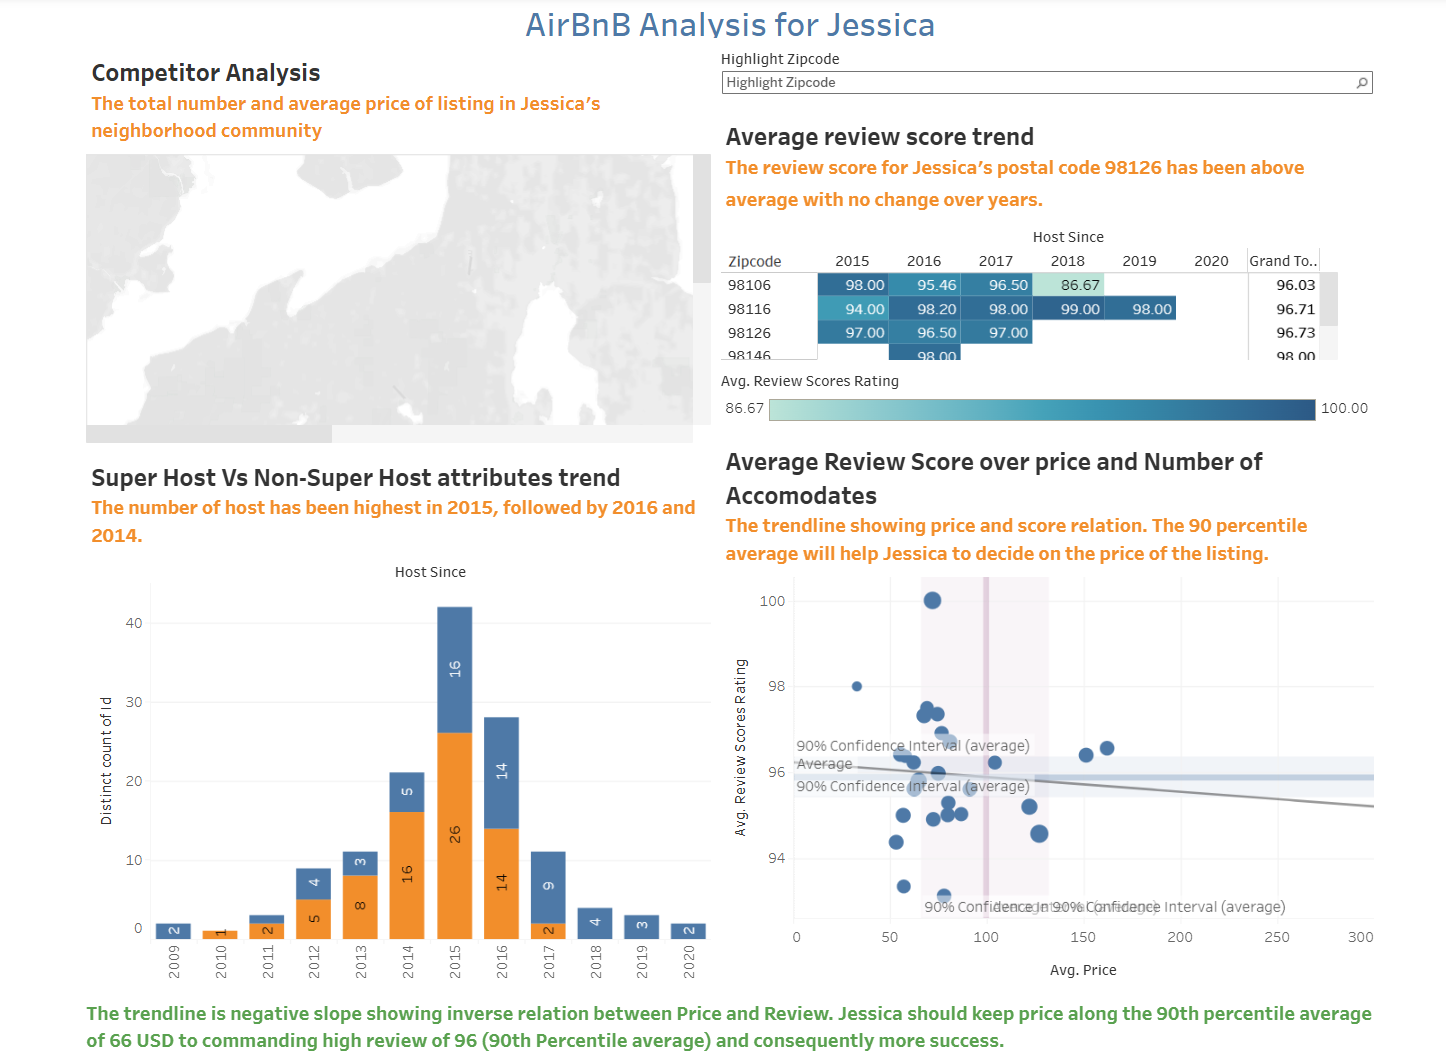 AirBnB Analysis for Jessica
Competitor Analysis
The total number and average price of listing in Jessica's
neighborhood community
Highlight Zipcode
Highlight Zipcode
Average review score trend
The review score for Jessica's postal code 98126 has been above
average with no change over years.
Host Since
Zipcode 2015 2016 2017 2018 2019 2020 Grand To..
98106 98.00 95.46 96.50 86.67 96.03
98116 94.00 98.20 98.00 99.00 98.00 96.71
98126 97.00 96.50 97.00 96.73
98146 98.00 98.00
Avg. Review Scores Rating
86.67 100.00
Super Host Vs Non-Super Host attributes trend
The number of host has been highest in 2015, followed by 2016 and
2014.
Host Since
Distinct count of Id
40
30
20
10
0
2
1
2
4
5
3
8
5
16
16
26
14
14
9
2
4
3
2
2009 2010 2011 2012 2013 2014 2015 2016 2017 2018 2019 2020
Average Review Score over price and Number of
Accomodates
The trendline showing price and score relation. The 90 percentile
average will help Jessica to decide on the price of the listing.
Avg. Review Scores Rating
100
98
96
94
90% Confidence Interval (average)
Average
90% Confidence Interval (average)
90% Confidence 90% Confidence Interval (average)
0 50 100 150 200 250 300
Avg. Price
The trendline is negative slope showing inverse relation between Price and Review. Jessica should keep price along the 90th percentile average
of 66 USD to commanding high review of 96 (90th Percentile average) and consequently more success.